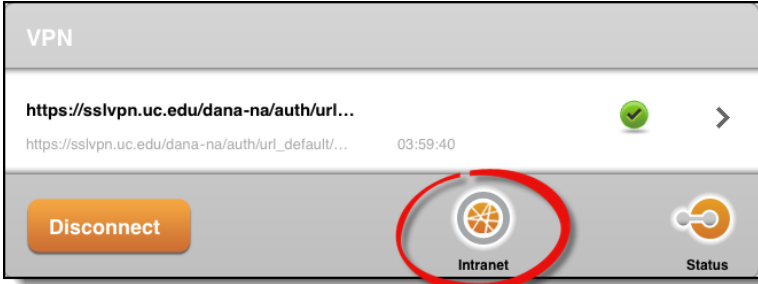 VPN
https://sslvpn.uc.edu/dana-na/auth/url...
https://sslvpn.uc.edu/dana-na/auth/url_default/... 03:59:40
Disconnect
Intranet
Status